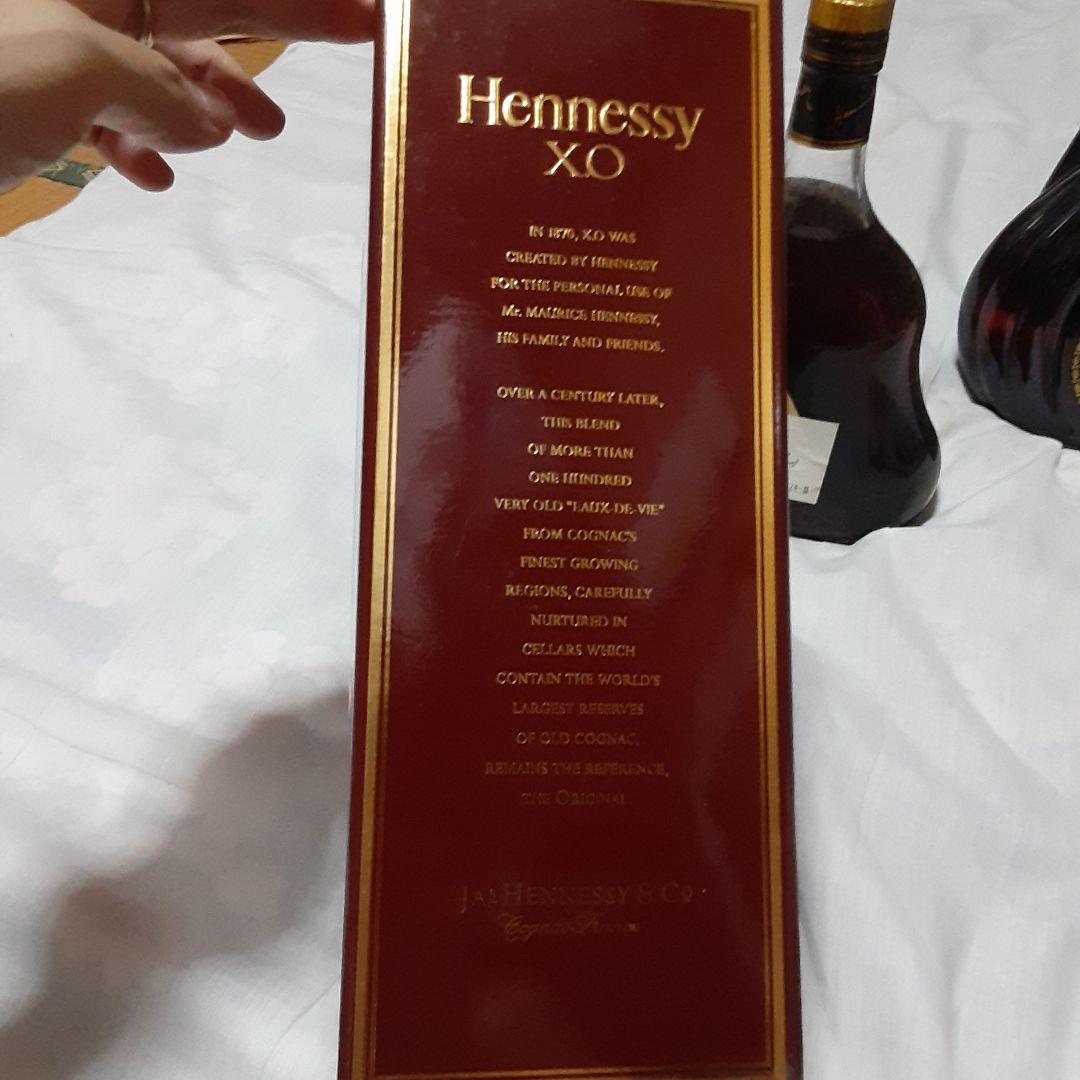 Hennessy
X.O
IN 1870, X.O WAS
CREATED BY HENNESSY
FOR THE PERSONAL USE OF
Mr. MAURICE HENNESSY,
HIS FAMILY AND FRIENDS.
OVER A CENTURY LATER,
THIS BLEND
OF MORE THAN
ONE HUNDRED
VERY OLD "EAUX-DE-VIE"
FROM COGNAC'S
FINEST GROWING
REGIONS, CAREFULLY
NURTURED IN
CELLARS WHICH
CONTAIN THE WORLD'S
LARGEST RESERVES
OF OLD COGNAC,
REMAINS THE REFERENCE,
THE ORIGINAL.
JAS HENNESSY & CO
Cognac France